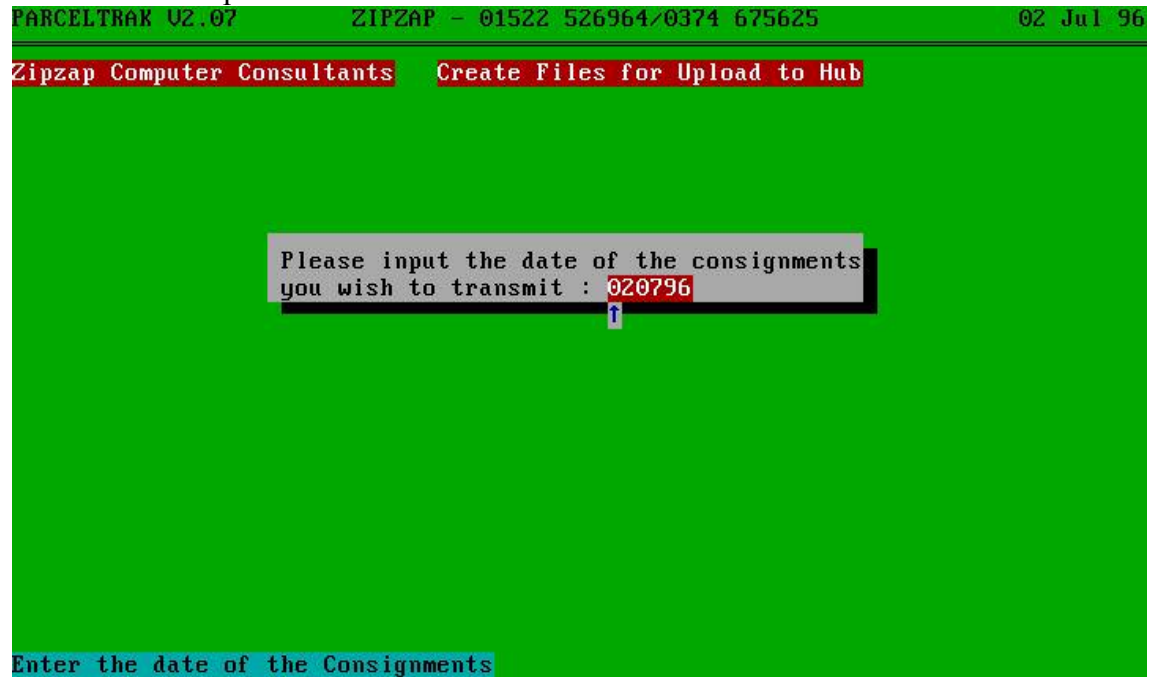 PARCELTRAK V2.07 ZIPZAP - 01522 526964/0374 675625 02 Jul 96
Zipzap Computer Consultants Create Files for Upload to Hub
Please input the date of the consignments
you wish to transmit : 020796
↑
Enter the date of the Consignments